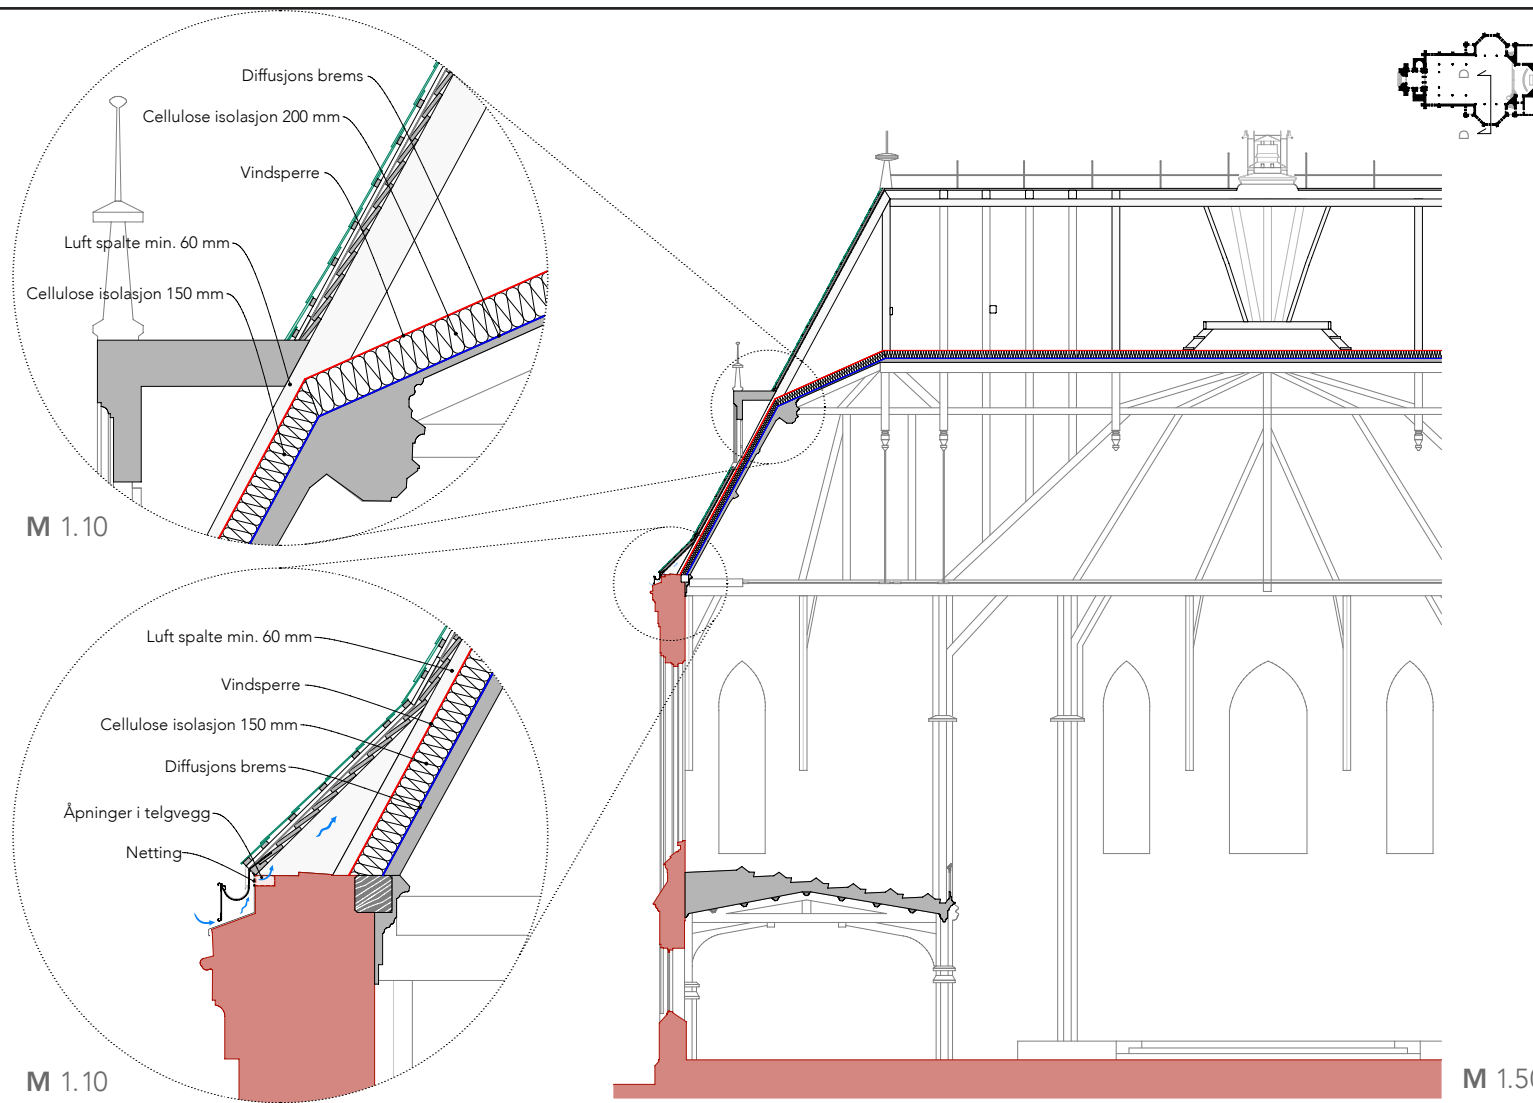 Diffusjons brems
Cellulose isolasjon 200 mm
Vindsperre
Luft spalte min. 60 mm
Cellulose isolasjon 150 mm
M 1.10
Luft spalte min. 60 mm
Vindsperre
Cellulose isolasjon 150 mm
Diffusjons brems
Åpninger i telgvegg
Netting
M 1.10
D
D
M 1.50